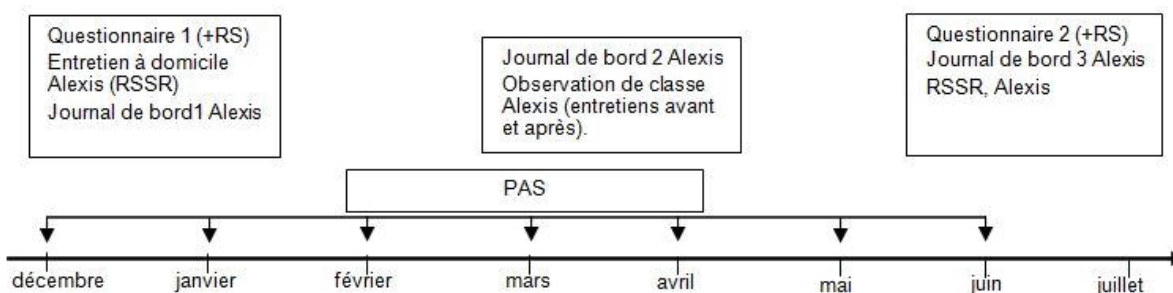 Questionnaire 1 (+RS)
Entretien à domicile
Alexis (RSSR)
Journal de bord1 Alexis
Journal de bord 2 Alexis
Observation de classe
Alexis (entretiens avant
et après).
Questionnaire 2 (+RS)
Journal de bord 3 Alexis
RSSR, Alexis
PAS
décembre janvier février mars avril mai juin juillet